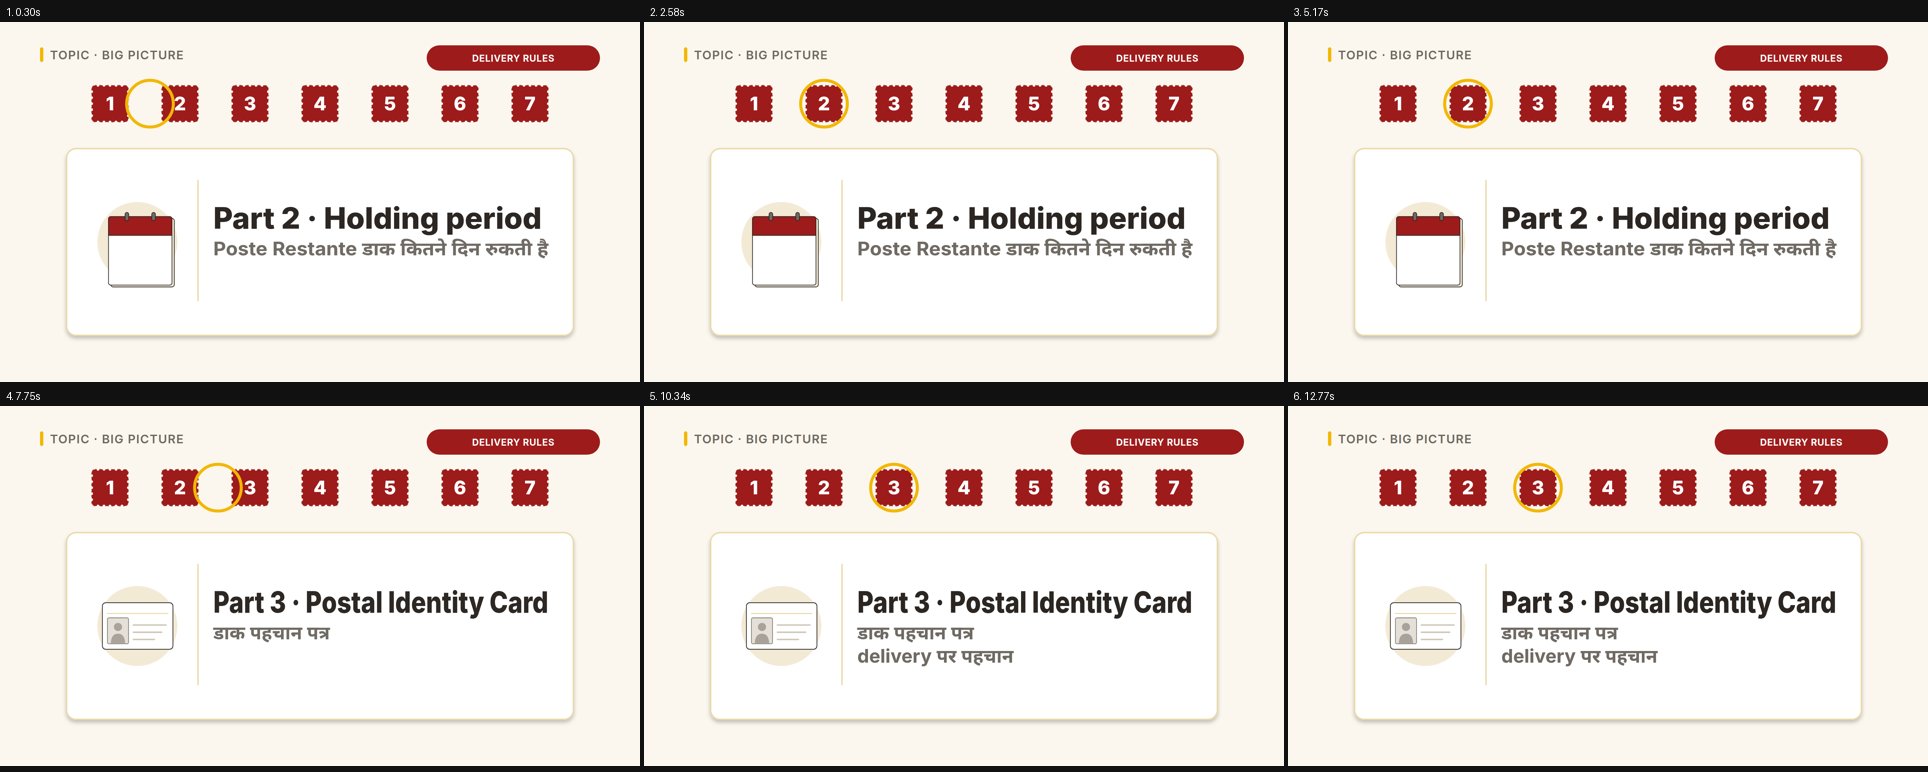 1. 0.30s
TOPIC · BIG PICTURE
DELIVERY RULES
1 2 3 4 5 6 7
Part 2 · Holding period
Poste Restante डाक कितने दिन रुकती है
2. 2.58s
TOPIC · BIG PICTURE
DELIVERY RULES
1 2 3 4 5 6 7
Part 2 · Holding period
Poste Restante डाक कितने दिन रुकती है
3. 5.17s
TOPIC · BIG PICTURE
DELIVERY RULES
1 2 3 4 5 6 7
Part 2 · Holding period
Poste Restante डाक कितने दिन रुकती है
4. 7.75s
TOPIC · BIG PICTURE
DELIVERY RULES
1 2 3 4 5 6 7
Part 3 · Postal Identity Card
डाक पहचान पत्र
5. 10.34s
TOPIC · BIG PICTURE
DELIVERY RULES
1 2 3 4 5 6 7
Part 3 · Postal Identity Card
डाक पहचान पत्र
delivery पर पहचान
6. 12.77s
TOPIC · BIG PICTURE
DELIVERY RULES
1 2 3 4 5 6 7
Part 3 · Postal Identity Card
डाक पहचान पत्र
delivery पर पहचान